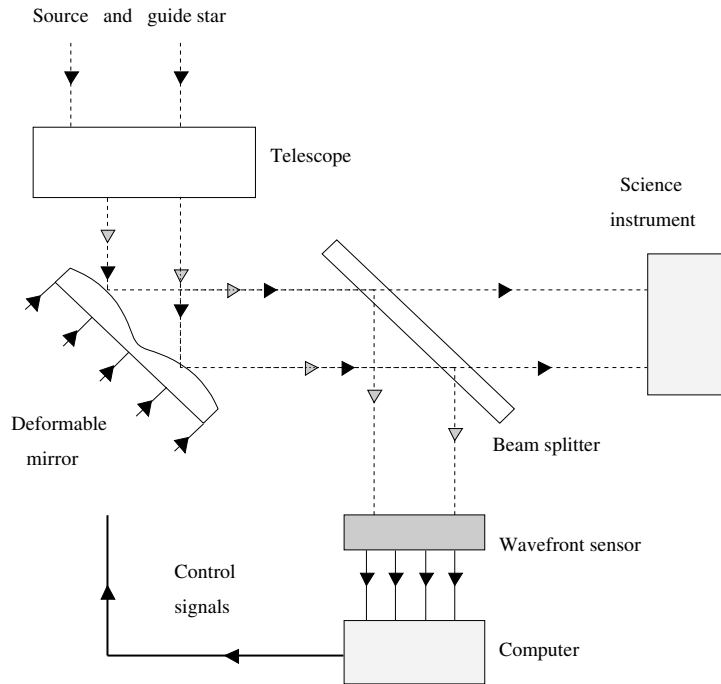 Source and guide star
Telescope
Science
instrument
Deformable
mirror
Beam splitter
Wavefront sensor
Control
signals
Computer